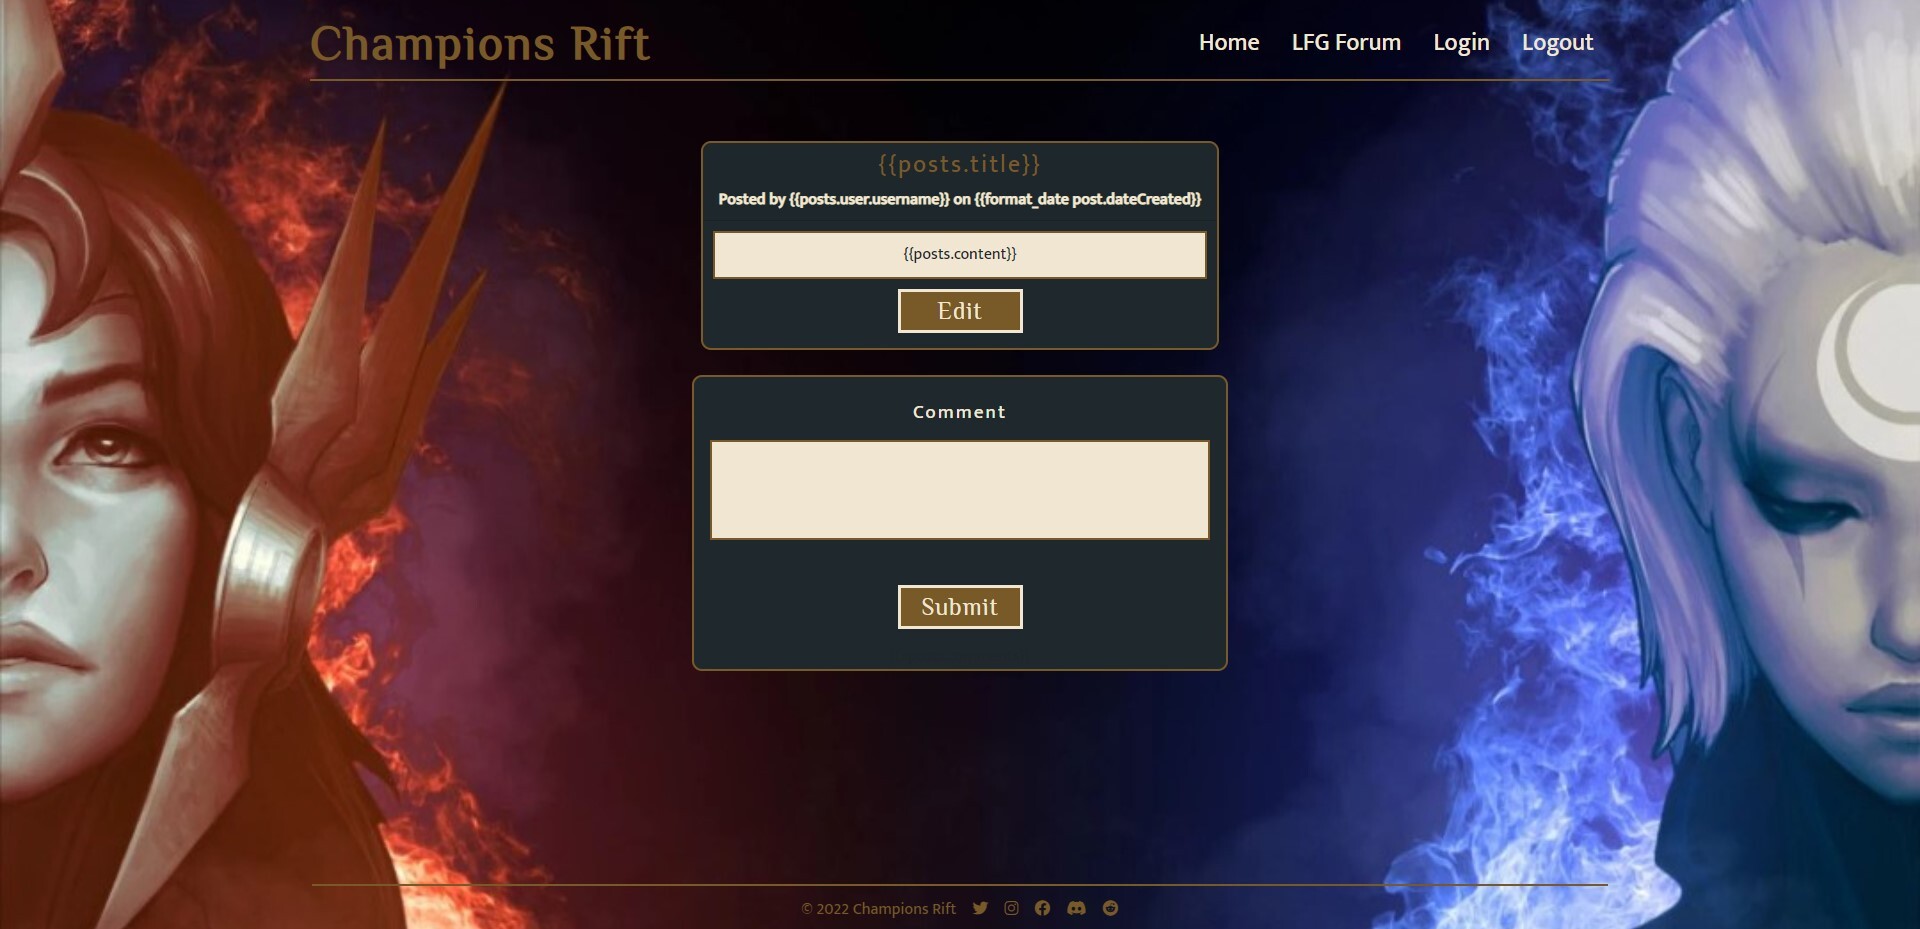 Champions Rift
Home LFG Forum Login Logout
{{posts.title}}
Posted by {{posts.user.username}} on {{format_date post.dateCreated}}
{{posts.content}}
Edit
Comment
Submit
© 2022 Champions Rift